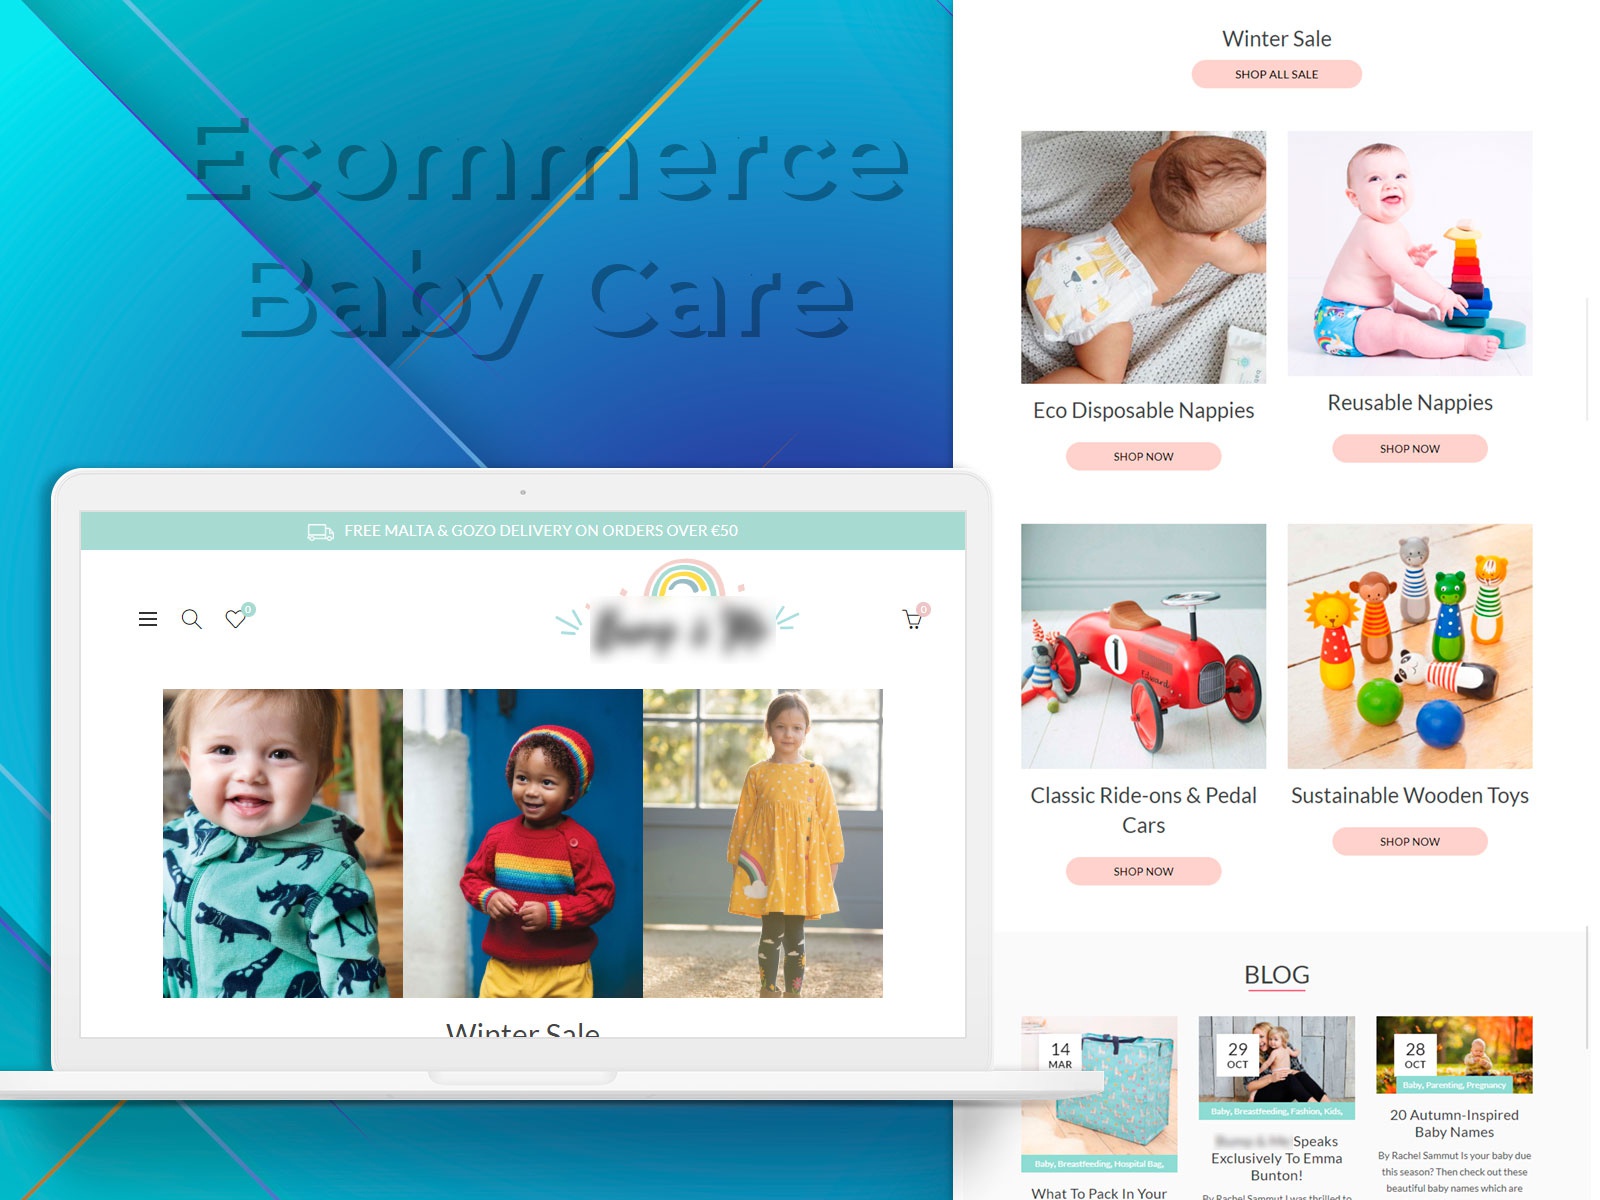 Ecommerce
Baby Care
FREE MALTA & GOZO DELIVERY ON ORDERS OVER €50
0
0
Winter Sale
Winter Sale
SHOP ALL SALE
Eco Disposable Nappies
SHOP NOW
Reusable Nappies
SHOP NOW
1
Edward
Classic Ride-ons & Pedal
Cars
SHOP NOW
Sustainable Wooden Toys
SHOP NOW
BLOG
14
MAR
Baby, Breastfeeding, Hospital Bag,
What To Pack In Your
29
OCT
Baby, Breastfeeding, Fashion, Kids,
Speaks
Exclusively To Emma
Bunton!
By Rachel Sammut I was thrilled to
28
OCT
Baby, Parenting, Pregnancy
20 Autumn-Inspired
Baby Names
By Rachel Sammut Is your baby due
this season? Then check out these
beautiful baby names which are